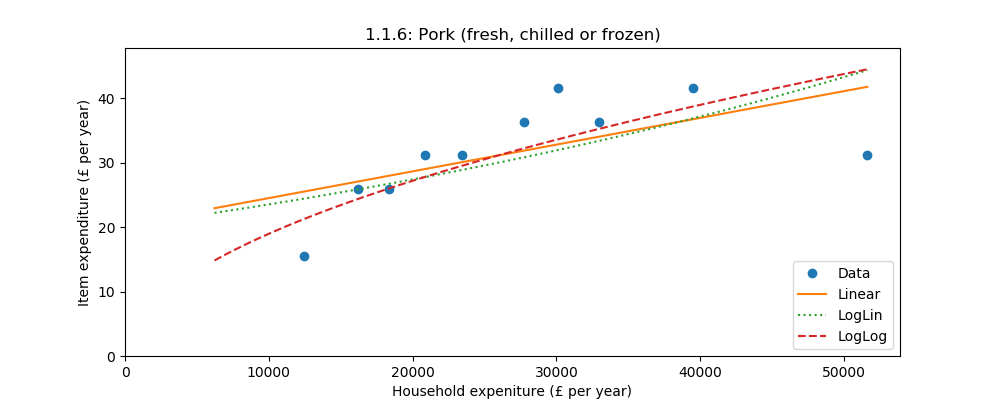 1.1.6: Pork (fresh, chilled or frozen)
Item expenditure (£ per year)
40
30
20
10
0
0 10000 20000 30000 40000 50000
Household expeniture (£ per year)
Data
Linear
LogLin
LogLog